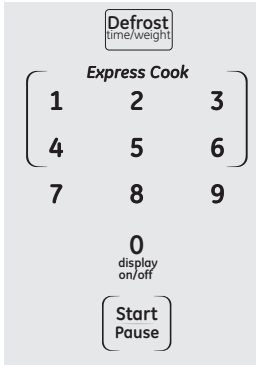 Defrost
time/weight
Express Cook
1 2 3
4 5 6
7 8 9
0
display
on/off
Start
Pause